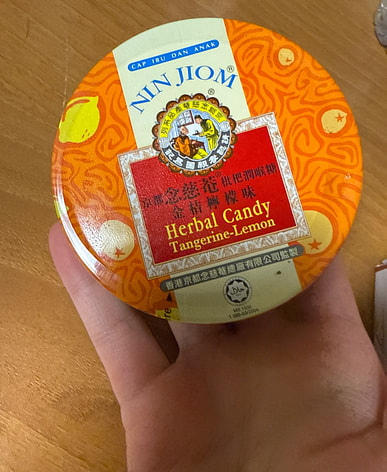 CAP IBU DAN ANAK
NIN JIOM®
®
京都念慈菴枇杷潤喉糖
金桔檸檬味
Herbal Candy
Tangerine-Lemon
香港京都念慈菴總廠有限公司監製